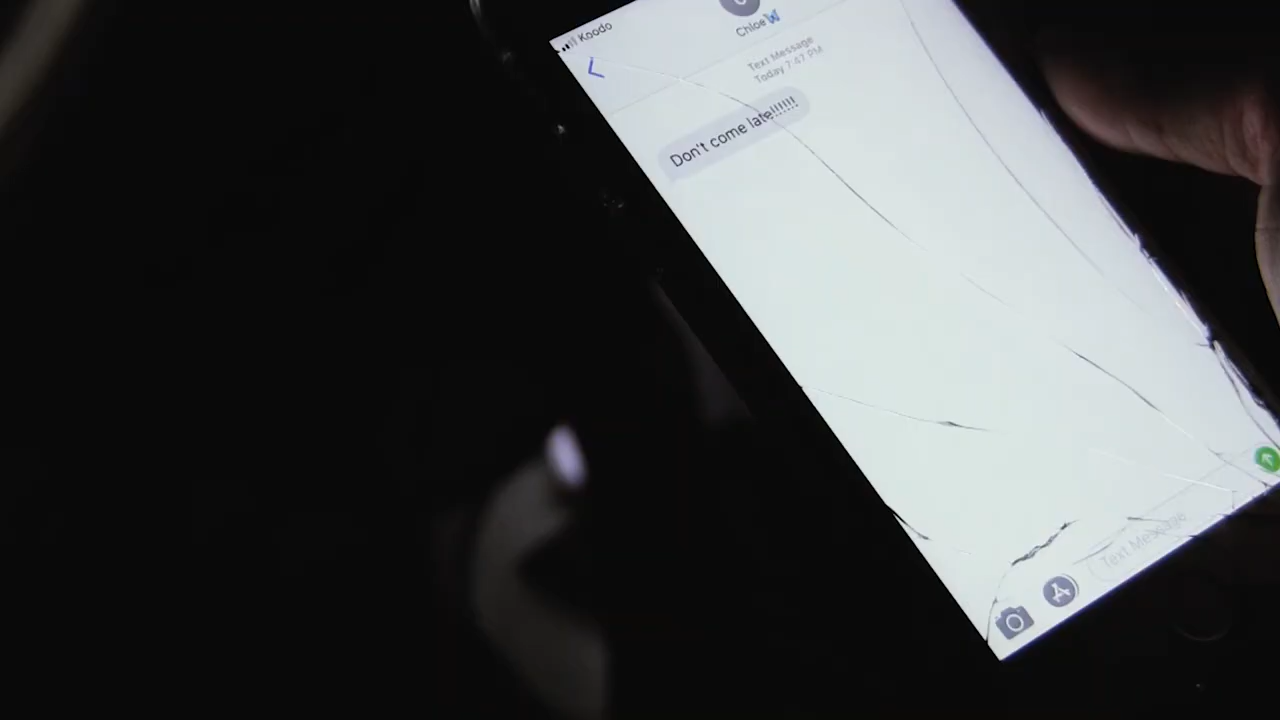 Koodo
Chloe🦋
Text Message
Today 7:47 PM
Don't come late!!!!!!
Text Message